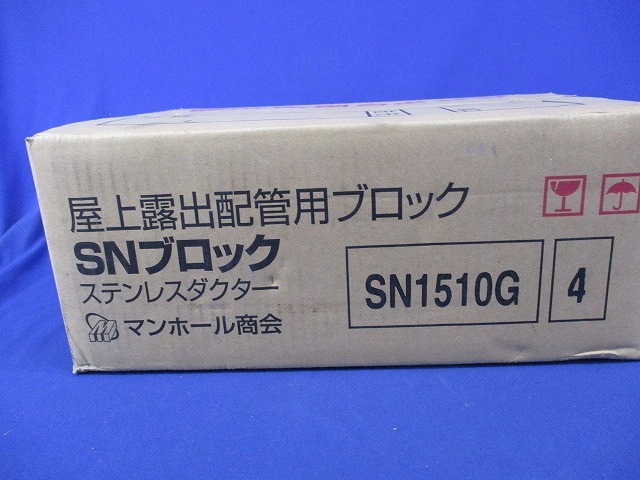 屋上露出配管用ブロック
SNブロック
ステンレスダクター
マンホール商会
SN1510G
4